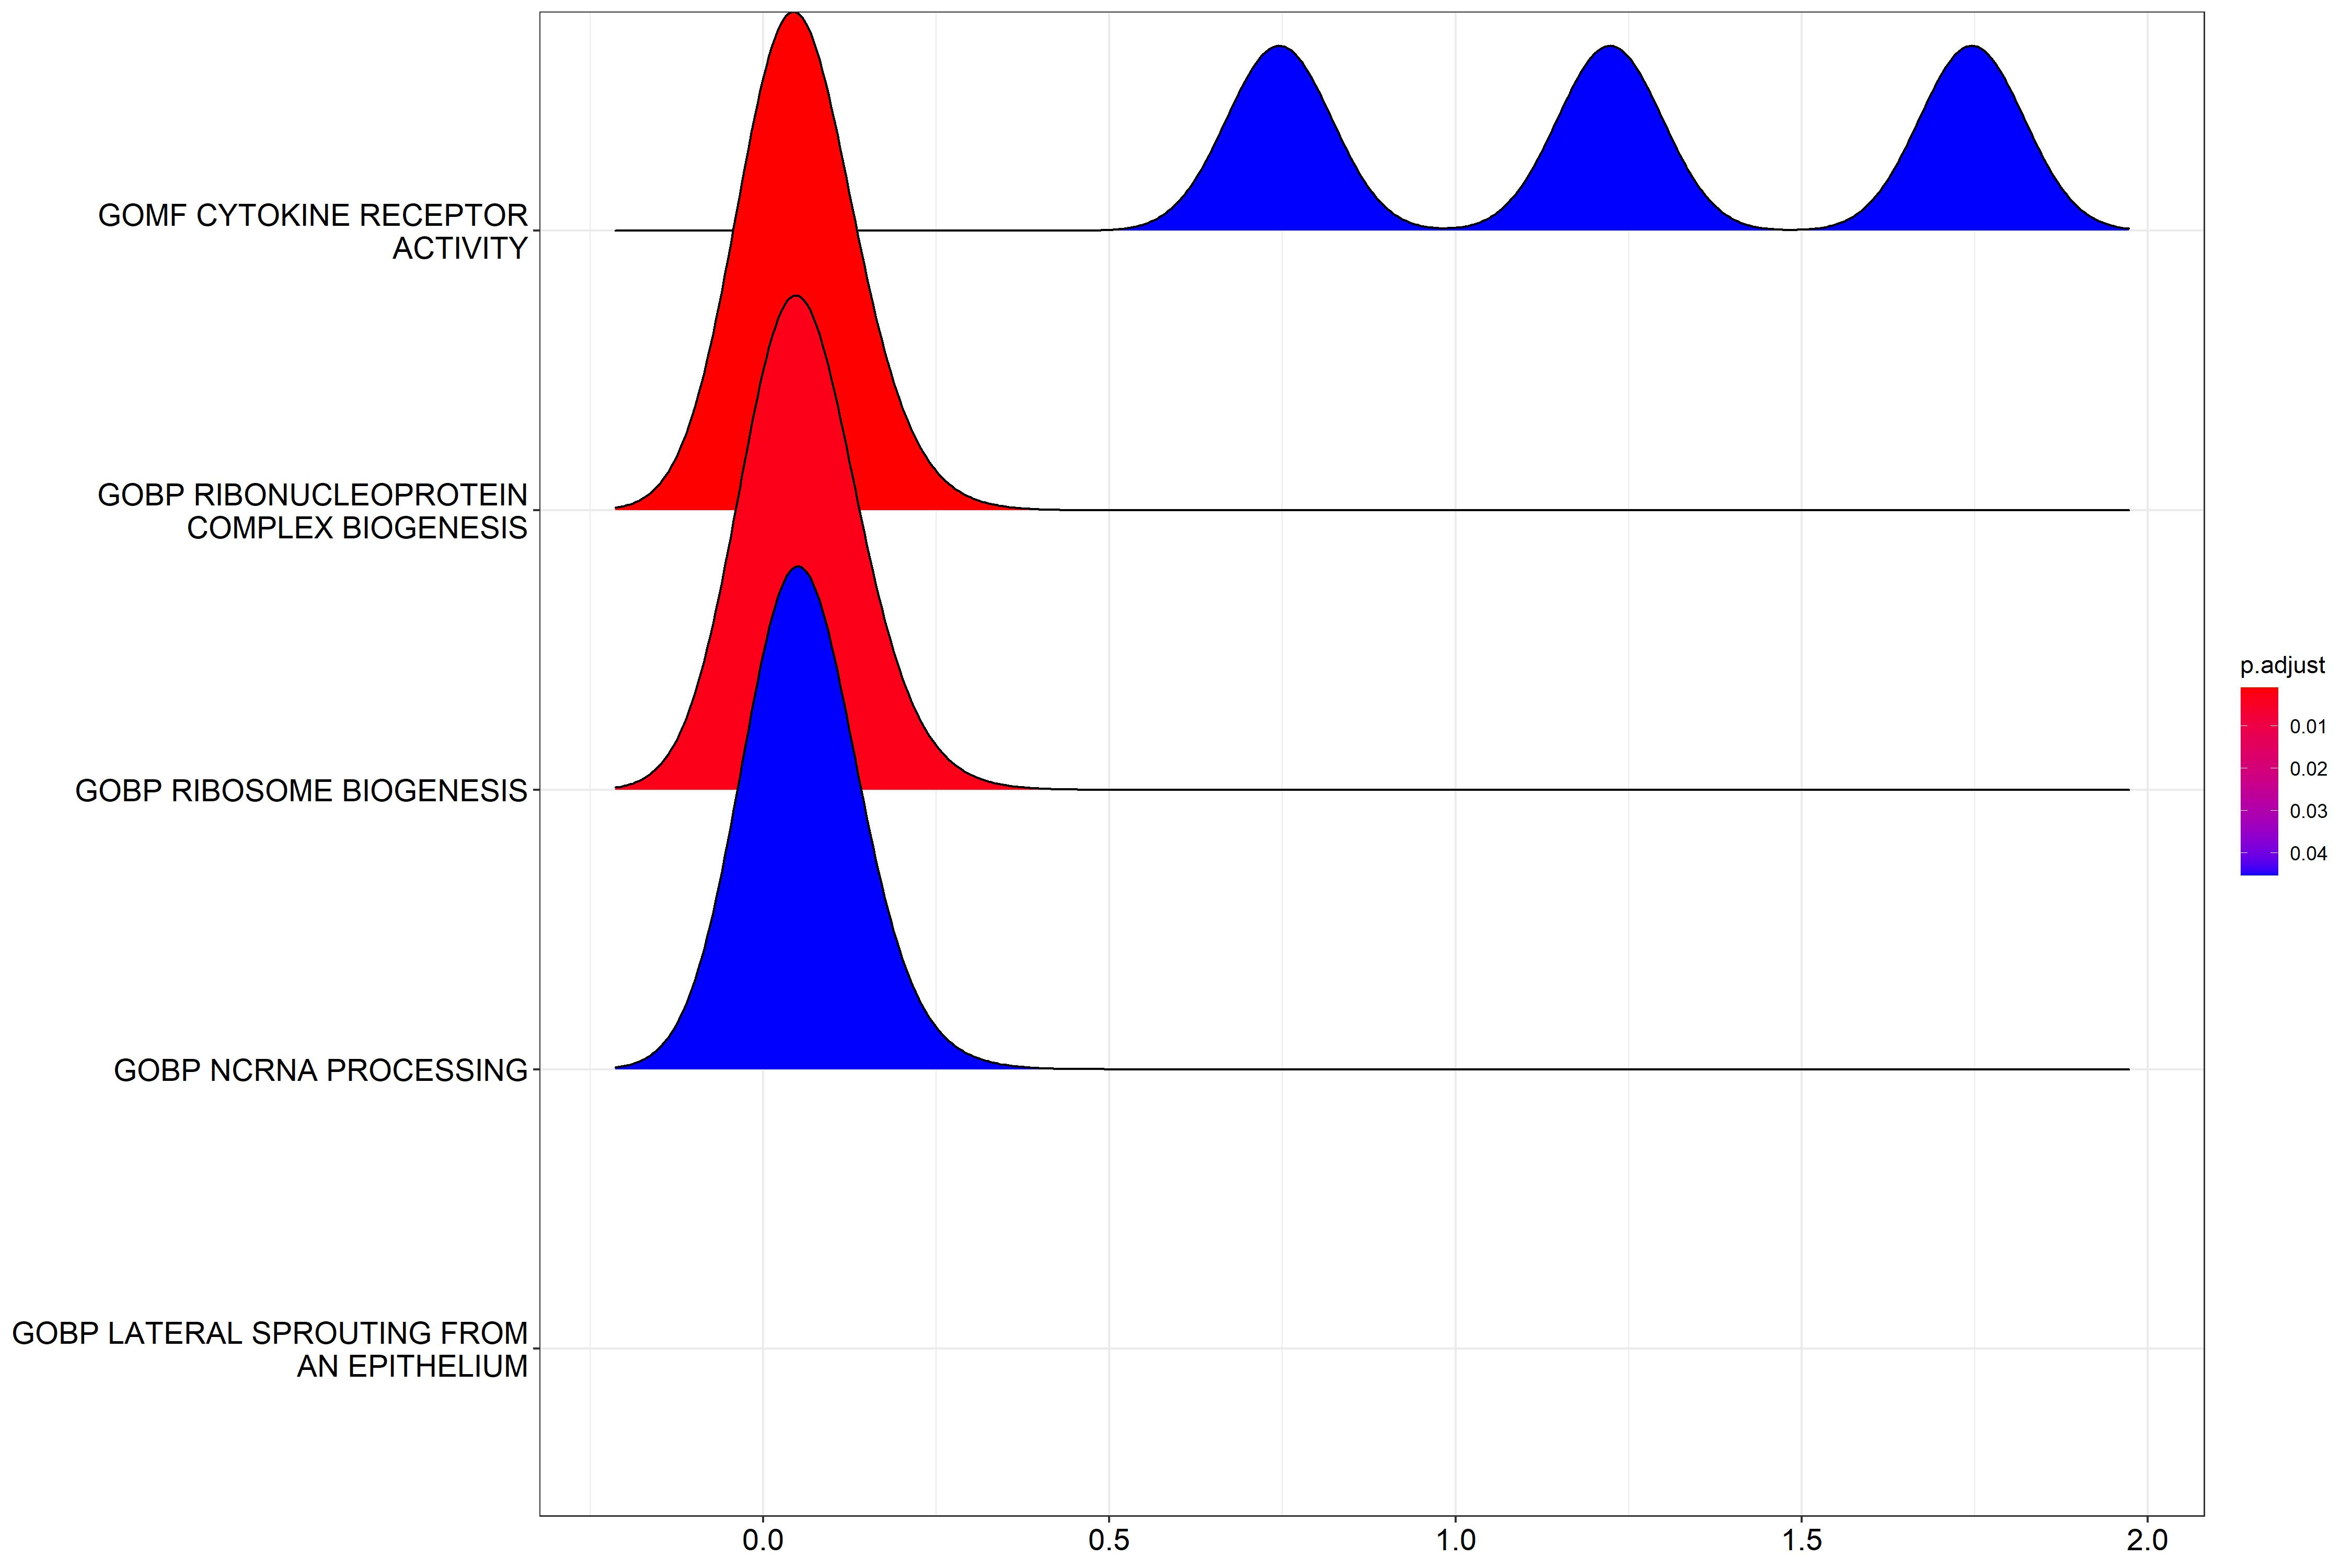 GOMF CYTOKINE RECEPTOR
ACTIVITY
GOBP RIBONUCLEOPROTEIN
COMPLEX BIOGENESIS
GOBP RIBOSOME BIOGENESIS
GOBP NCRNA PROCESSING
GOBP LATERAL SPROUTING FROM
AN EPITHELIUM
0.0
0.5
1.0
1.5
2.0
p.adjust
0.01
0.02
0.03
0.04